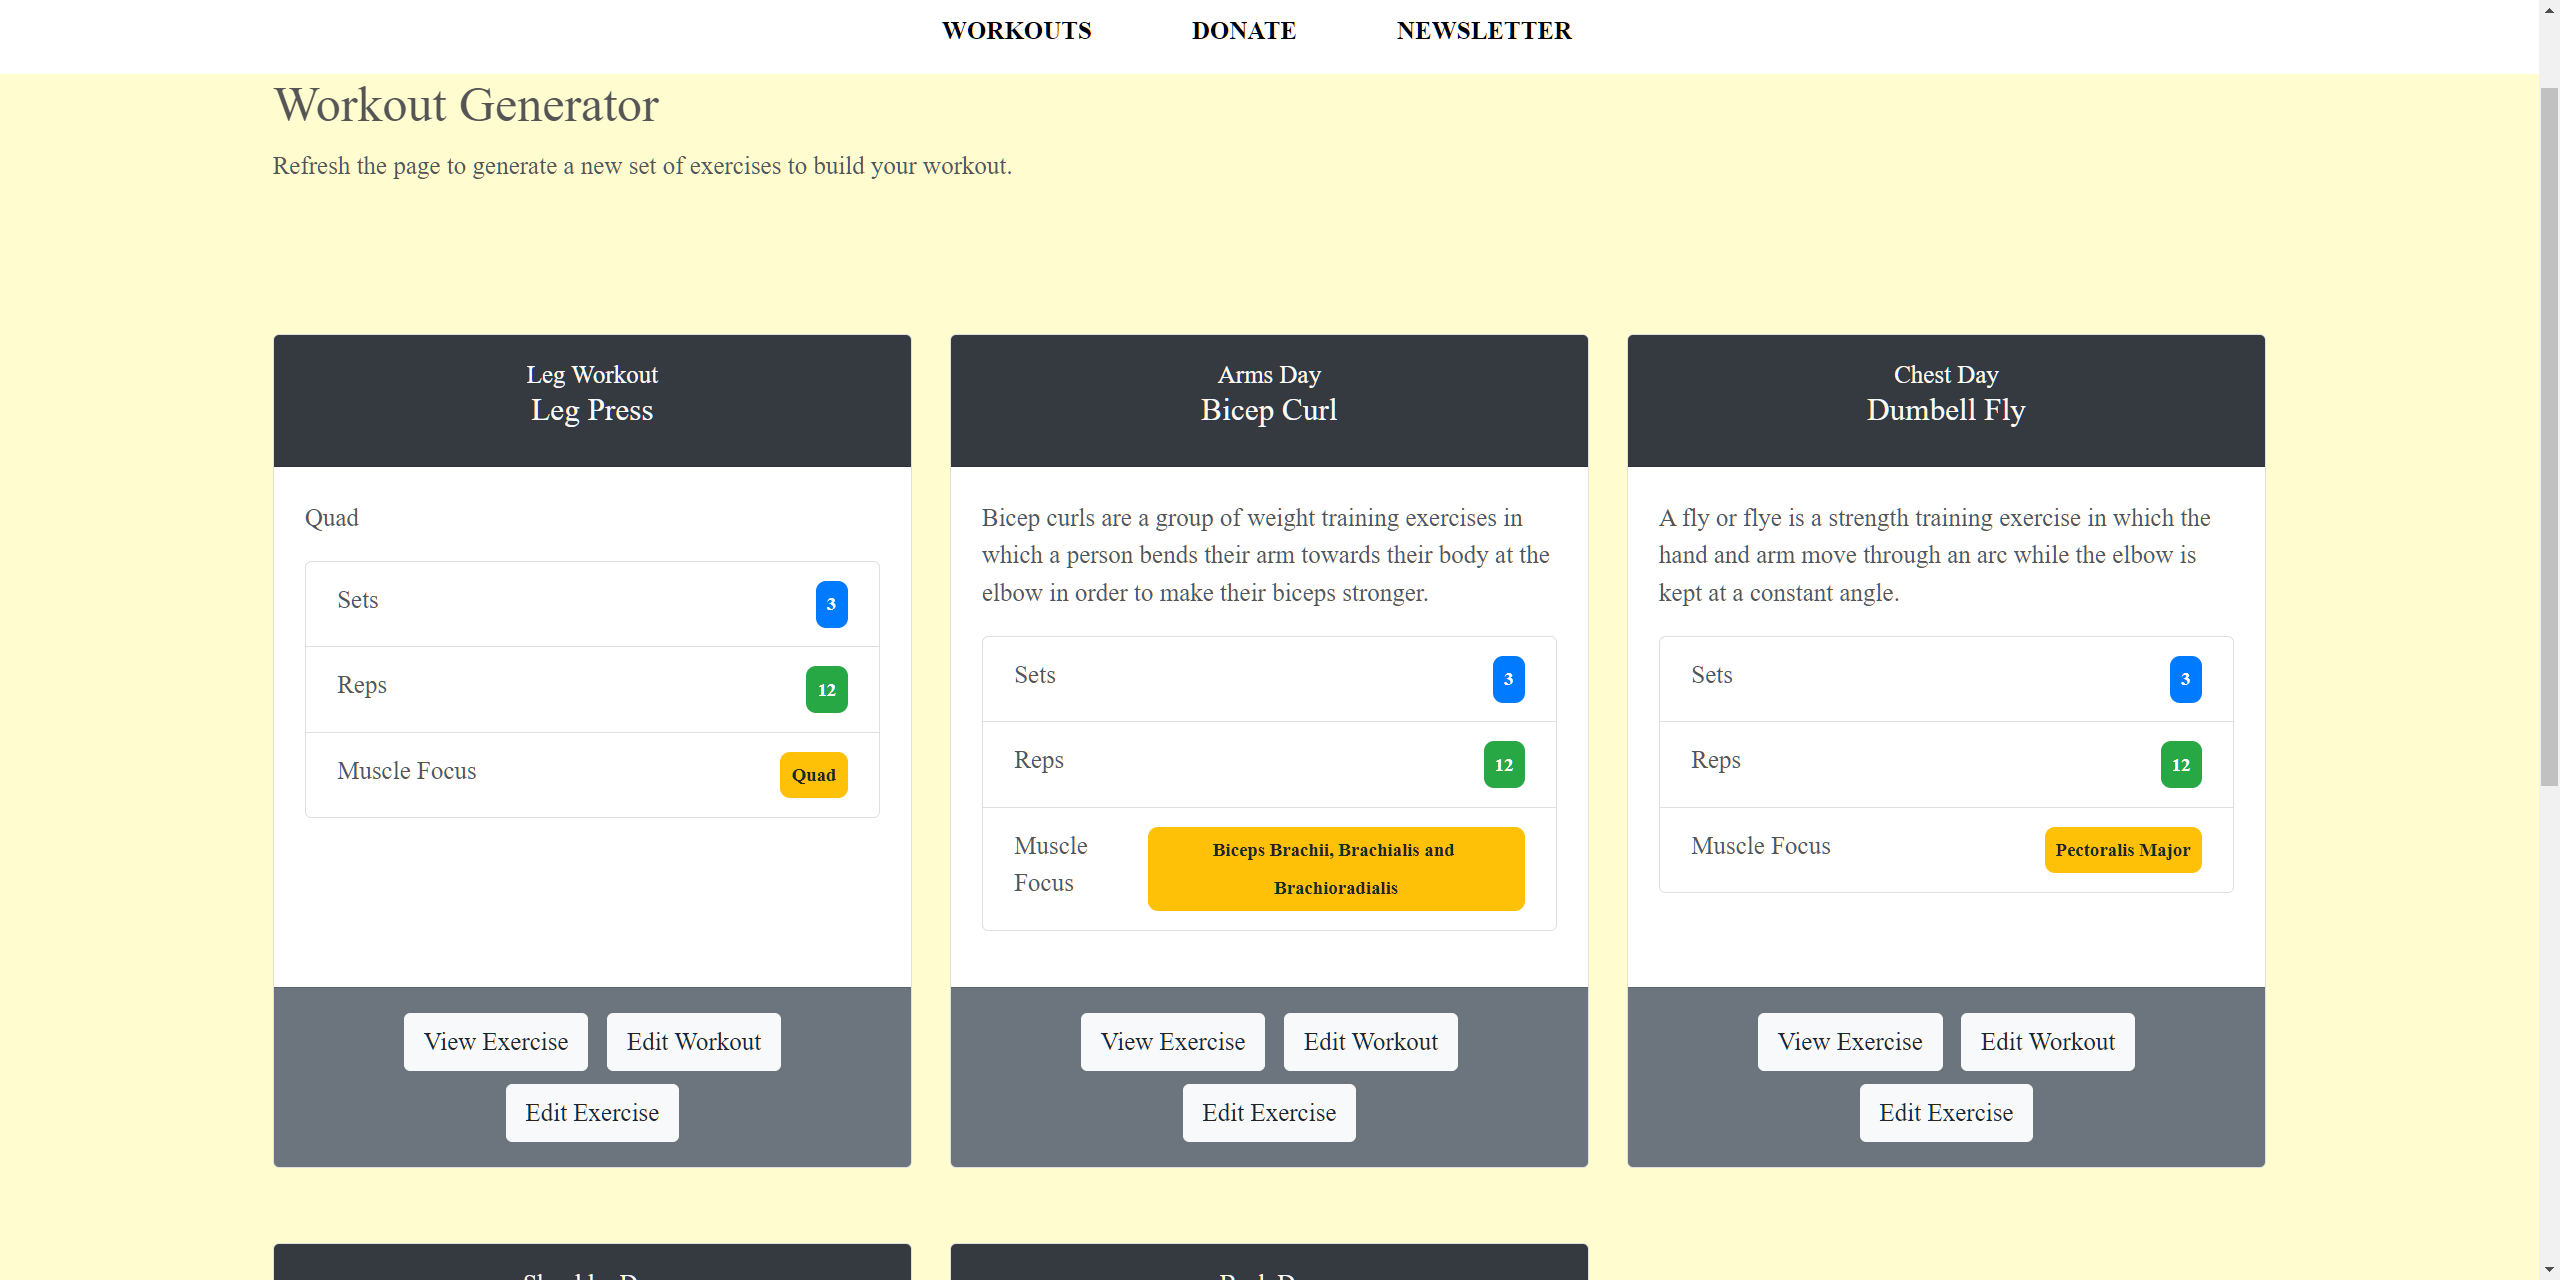 WORKOUTS DONATE NEWSLETTER
Workout Generator
Refresh the page to generate a new set of exercises to build your workout.
Leg Workout
Leg Press
Quad
Sets 3
Reps 12
Muscle Focus Quad
View Exercise Edit Workout
Edit Exercise
Arms Day
Bicep Curl
Bicep curls are a group of weight training exercises in
which a person bends their arm towards their body at the
elbow in order to make their biceps stronger.
Sets 3
Reps 12
Muscle Biceps Brachii, Brachialis and
Focus Brachioradialis
View Exercise Edit Workout
Edit Exercise
Chest Day
Dumbell Fly
A fly or flye is a strength training exercise in which the
hand and arm move through an arc while the elbow is
kept at a constant angle.
Sets 3
Reps 12
Muscle Focus Pectoralis Major
View Exercise Edit Workout
Edit Exercise